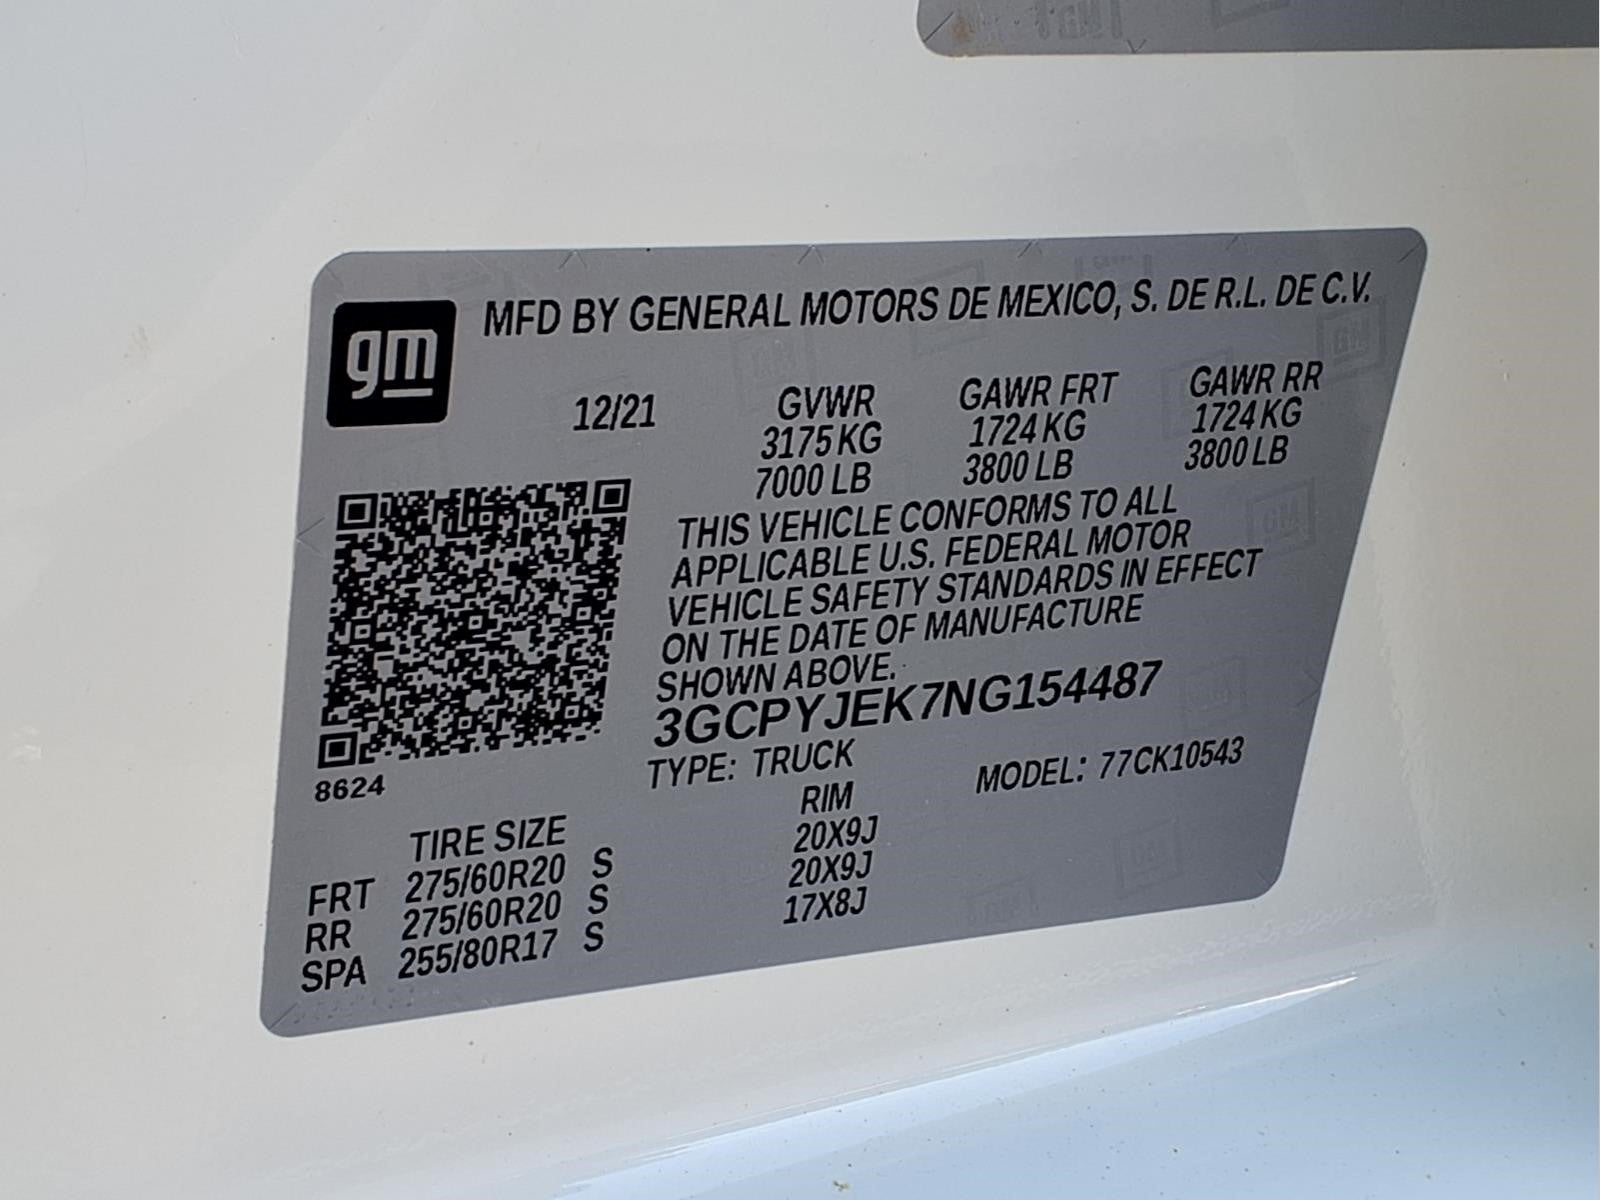 gm
MFD BY GENERAL MOTORS DE MEXICO, S. DE R.L. DE C.V.
12/21 GVWR GAWR FRT GAWR RR
3175 KG 1724 KG 1724 KG
7000 LB 3800 LB 3800 LB
THIS VEHICLE CONFORMS TO ALL
APPLICABLE U.S. FEDERAL MOTOR
VEHICLE SAFETY STANDARDS IN EFFECT
ON THE DATE OF MANUFACTURE
SHOWN ABOVE.
3GCPYJEK7NG154487
TYPE: TRUCK MODEL: 77CK10543
8624
TIRE SIZE RIM
FRT 275/60R20 S 20X9J
RR 275/60R20 S 20X9J
SPA 255/80R17 S 17X8J